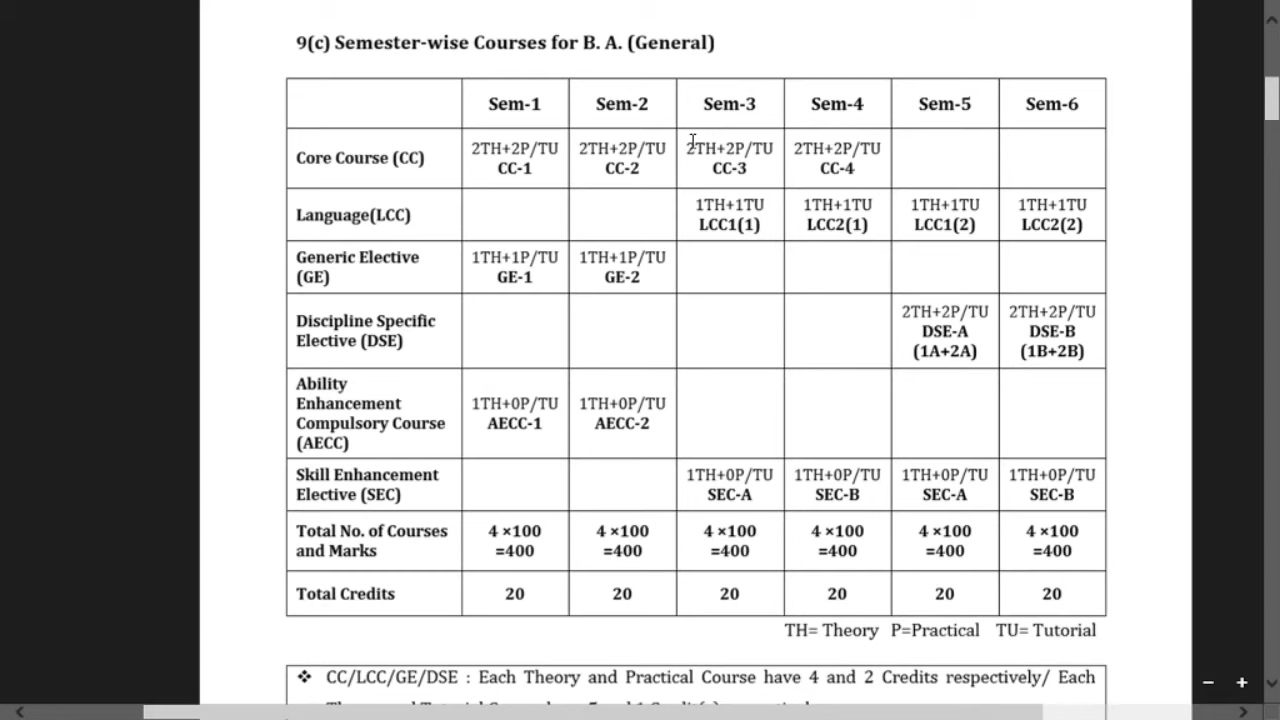 9(c) Semester-wise Courses for B. A. (General)
Sem-1 Sem-2 Sem-3 Sem-4 Sem-5 Sem-6
Core Course (CC) 2TH+2P/TU CC-1 2TH+2P/TU CC-2 2TH+2P/TU CC-3 2TH+2P/TU CC-4
Language(LCC) 1TH+1TU LCC1(1) 1TH+1TU LCC2(1) 1TH+1TU LCC1(2) 1TH+1TU LCC2(2)
Generic Elective (GE) 1TH+1P/TU GE-1 1TH+1P/TU GE-2
Discipline Specific Elective (DSE) 2TH+2P/TU DSE-A (1A+2A) 2TH+2P/TU DSE-B (1B+2B)
Ability Enhancement Compulsory Course (AECC) 1TH+0P/TU AECC-1 1TH+0P/TU AECC-2
Skill Enhancement Elective (SEC) 1TH+0P/TU SEC-A 1TH+0P/TU SEC-B 1TH+0P/TU SEC-A 1TH+0P/TU SEC-B
Total No. of Courses and Marks 4 ×100 =400 4 ×100 =400 4 ×100 =400 4 ×100 =400 4 ×100 =400 4 ×100 =400
Total Credits 20 20 20 20 20 20
TH= Theory P=Practical TU= Tutorial
❖ CC/LCC/GE/DSE : Each Theory and Practical Course have 4 and 2 Credits respectively/ Each